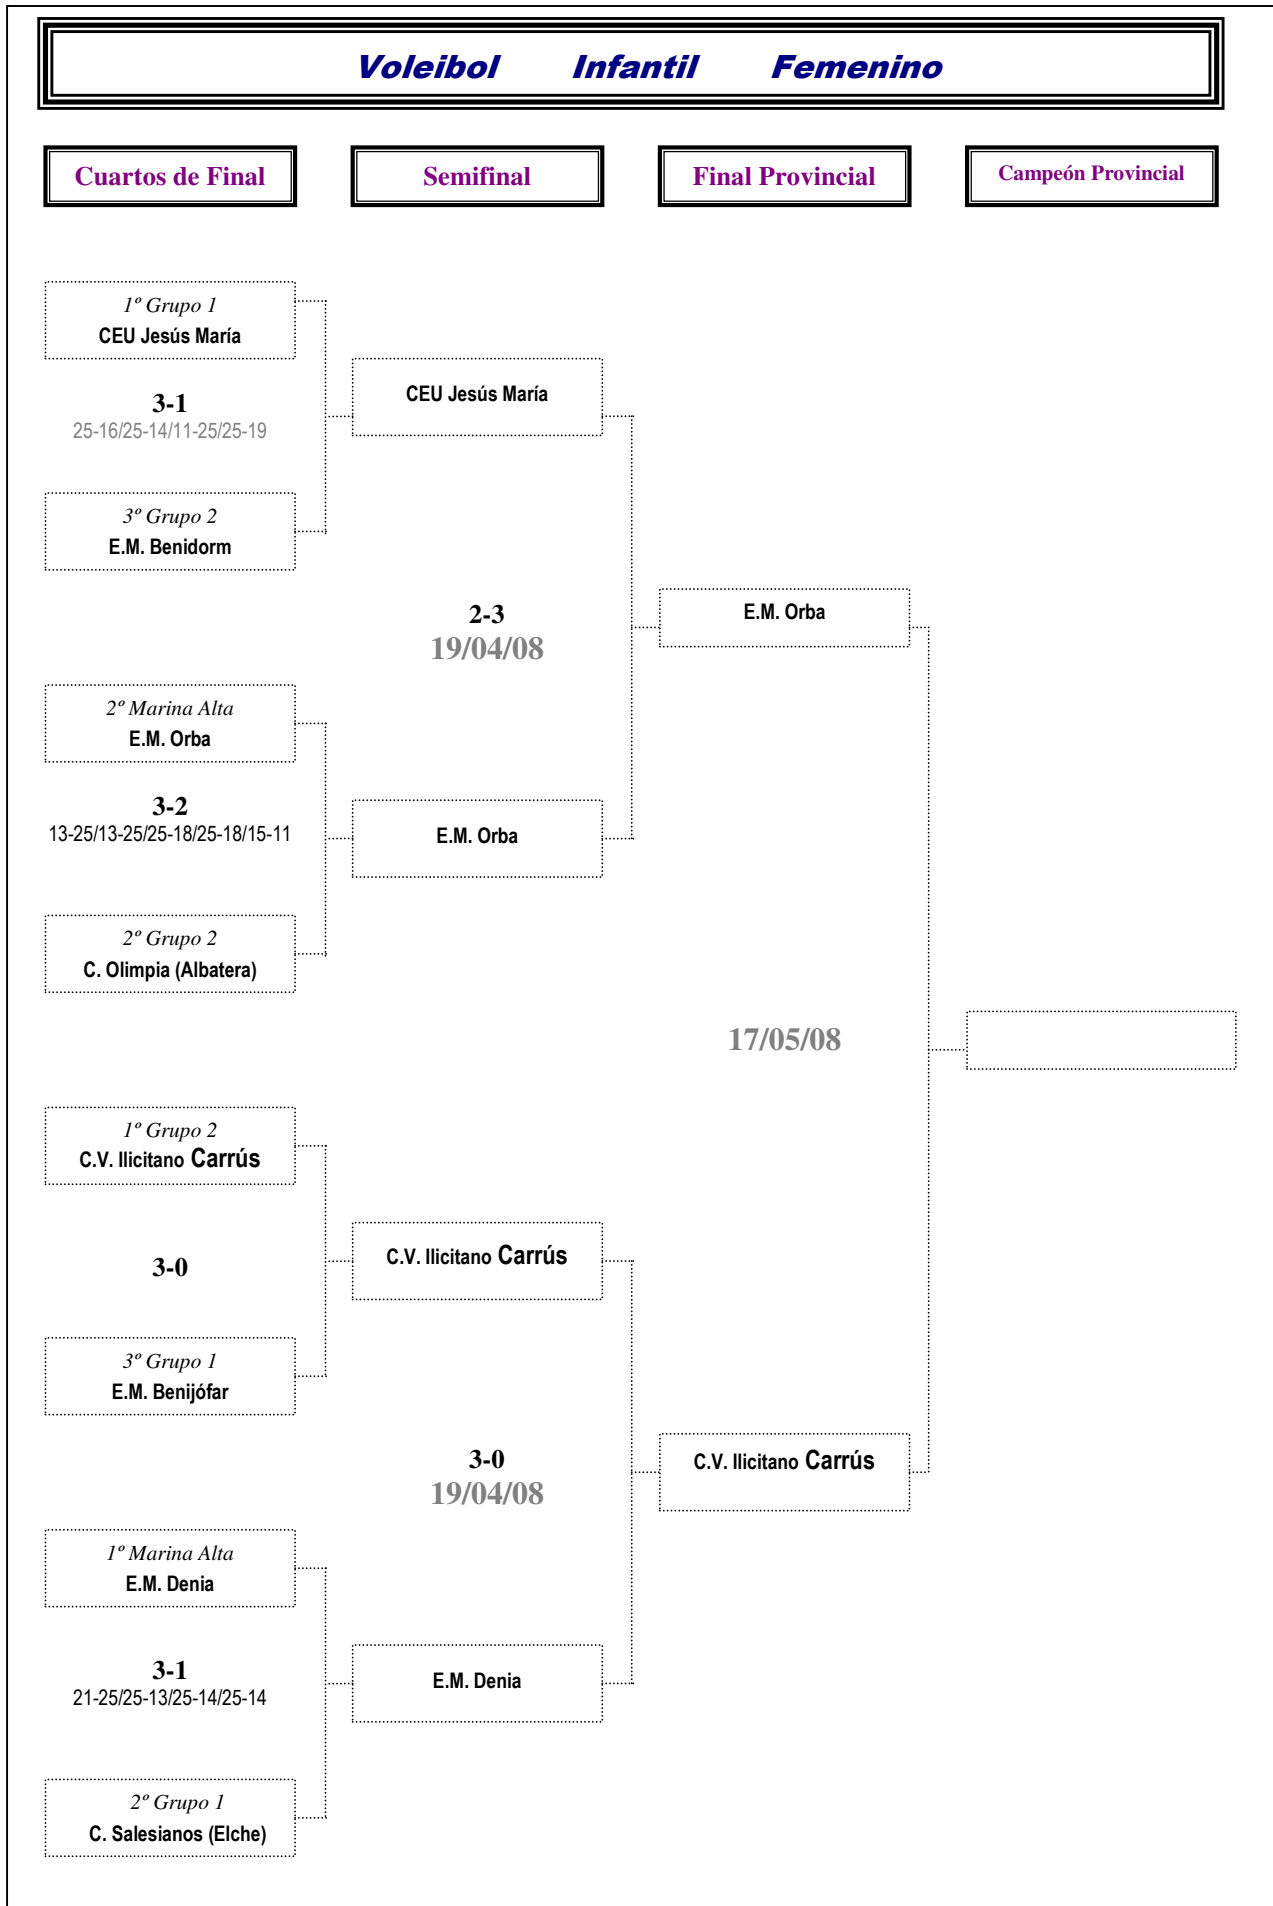 Voleibol Infantil Femenino
Cuartos de Final
Semifinal
Final Provincial
Campeón Provincial
1º Grupo 1
CEU Jesús María
3-1
25-16/25-14/11-25/25-19
3º Grupo 2
E.M. Benidorm
CEU Jesús María
2-3
19/04/08
E.M. Orba
2º Marina Alta
E.M. Orba
3-2
13-25/13-25/25-18/25-18/15-11
E.M. Orba
2º Grupo 2
C. Olimpia (Albatera)
17/05/08
1º Grupo 2
C.V. Ilicitano Carrús
3-0
C.V. Ilicitano Carrús
3º Grupo 1
E.M. Benijófar
3-0
19/04/08
C.V. Ilicitano Carrús
1º Marina Alta
E.M. Denia
3-1
21-25/25-13/25-14/25-14
E.M. Denia
2º Grupo 1
C. Salesianos (Elche)